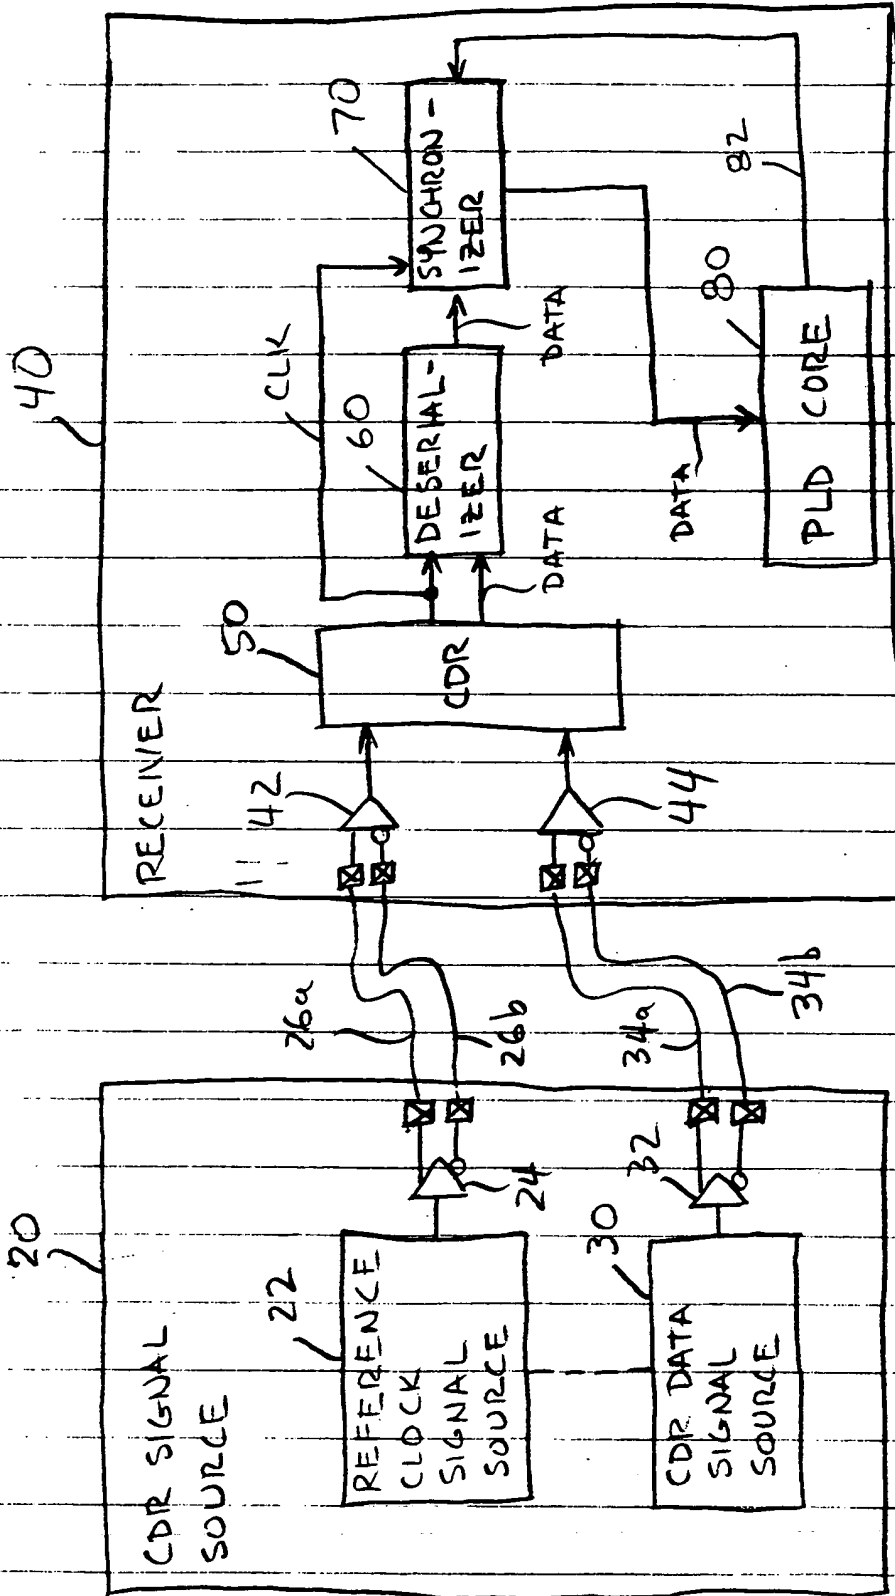 CDR SIGNAL
SOURCE
20
REFERENCE
CLOCK
SIGNAL
SOURCE
22
24
CDR DATA
SIGNAL
SOURCE
30
32
26a
26b
34a
34b
RECEIVER
40
42
44
CDR
50
CLK
DATA
DESERIAL-
IZER
60
DATA
SYNCHRON-
IZER
70
DATA
PLD CORE
80
82